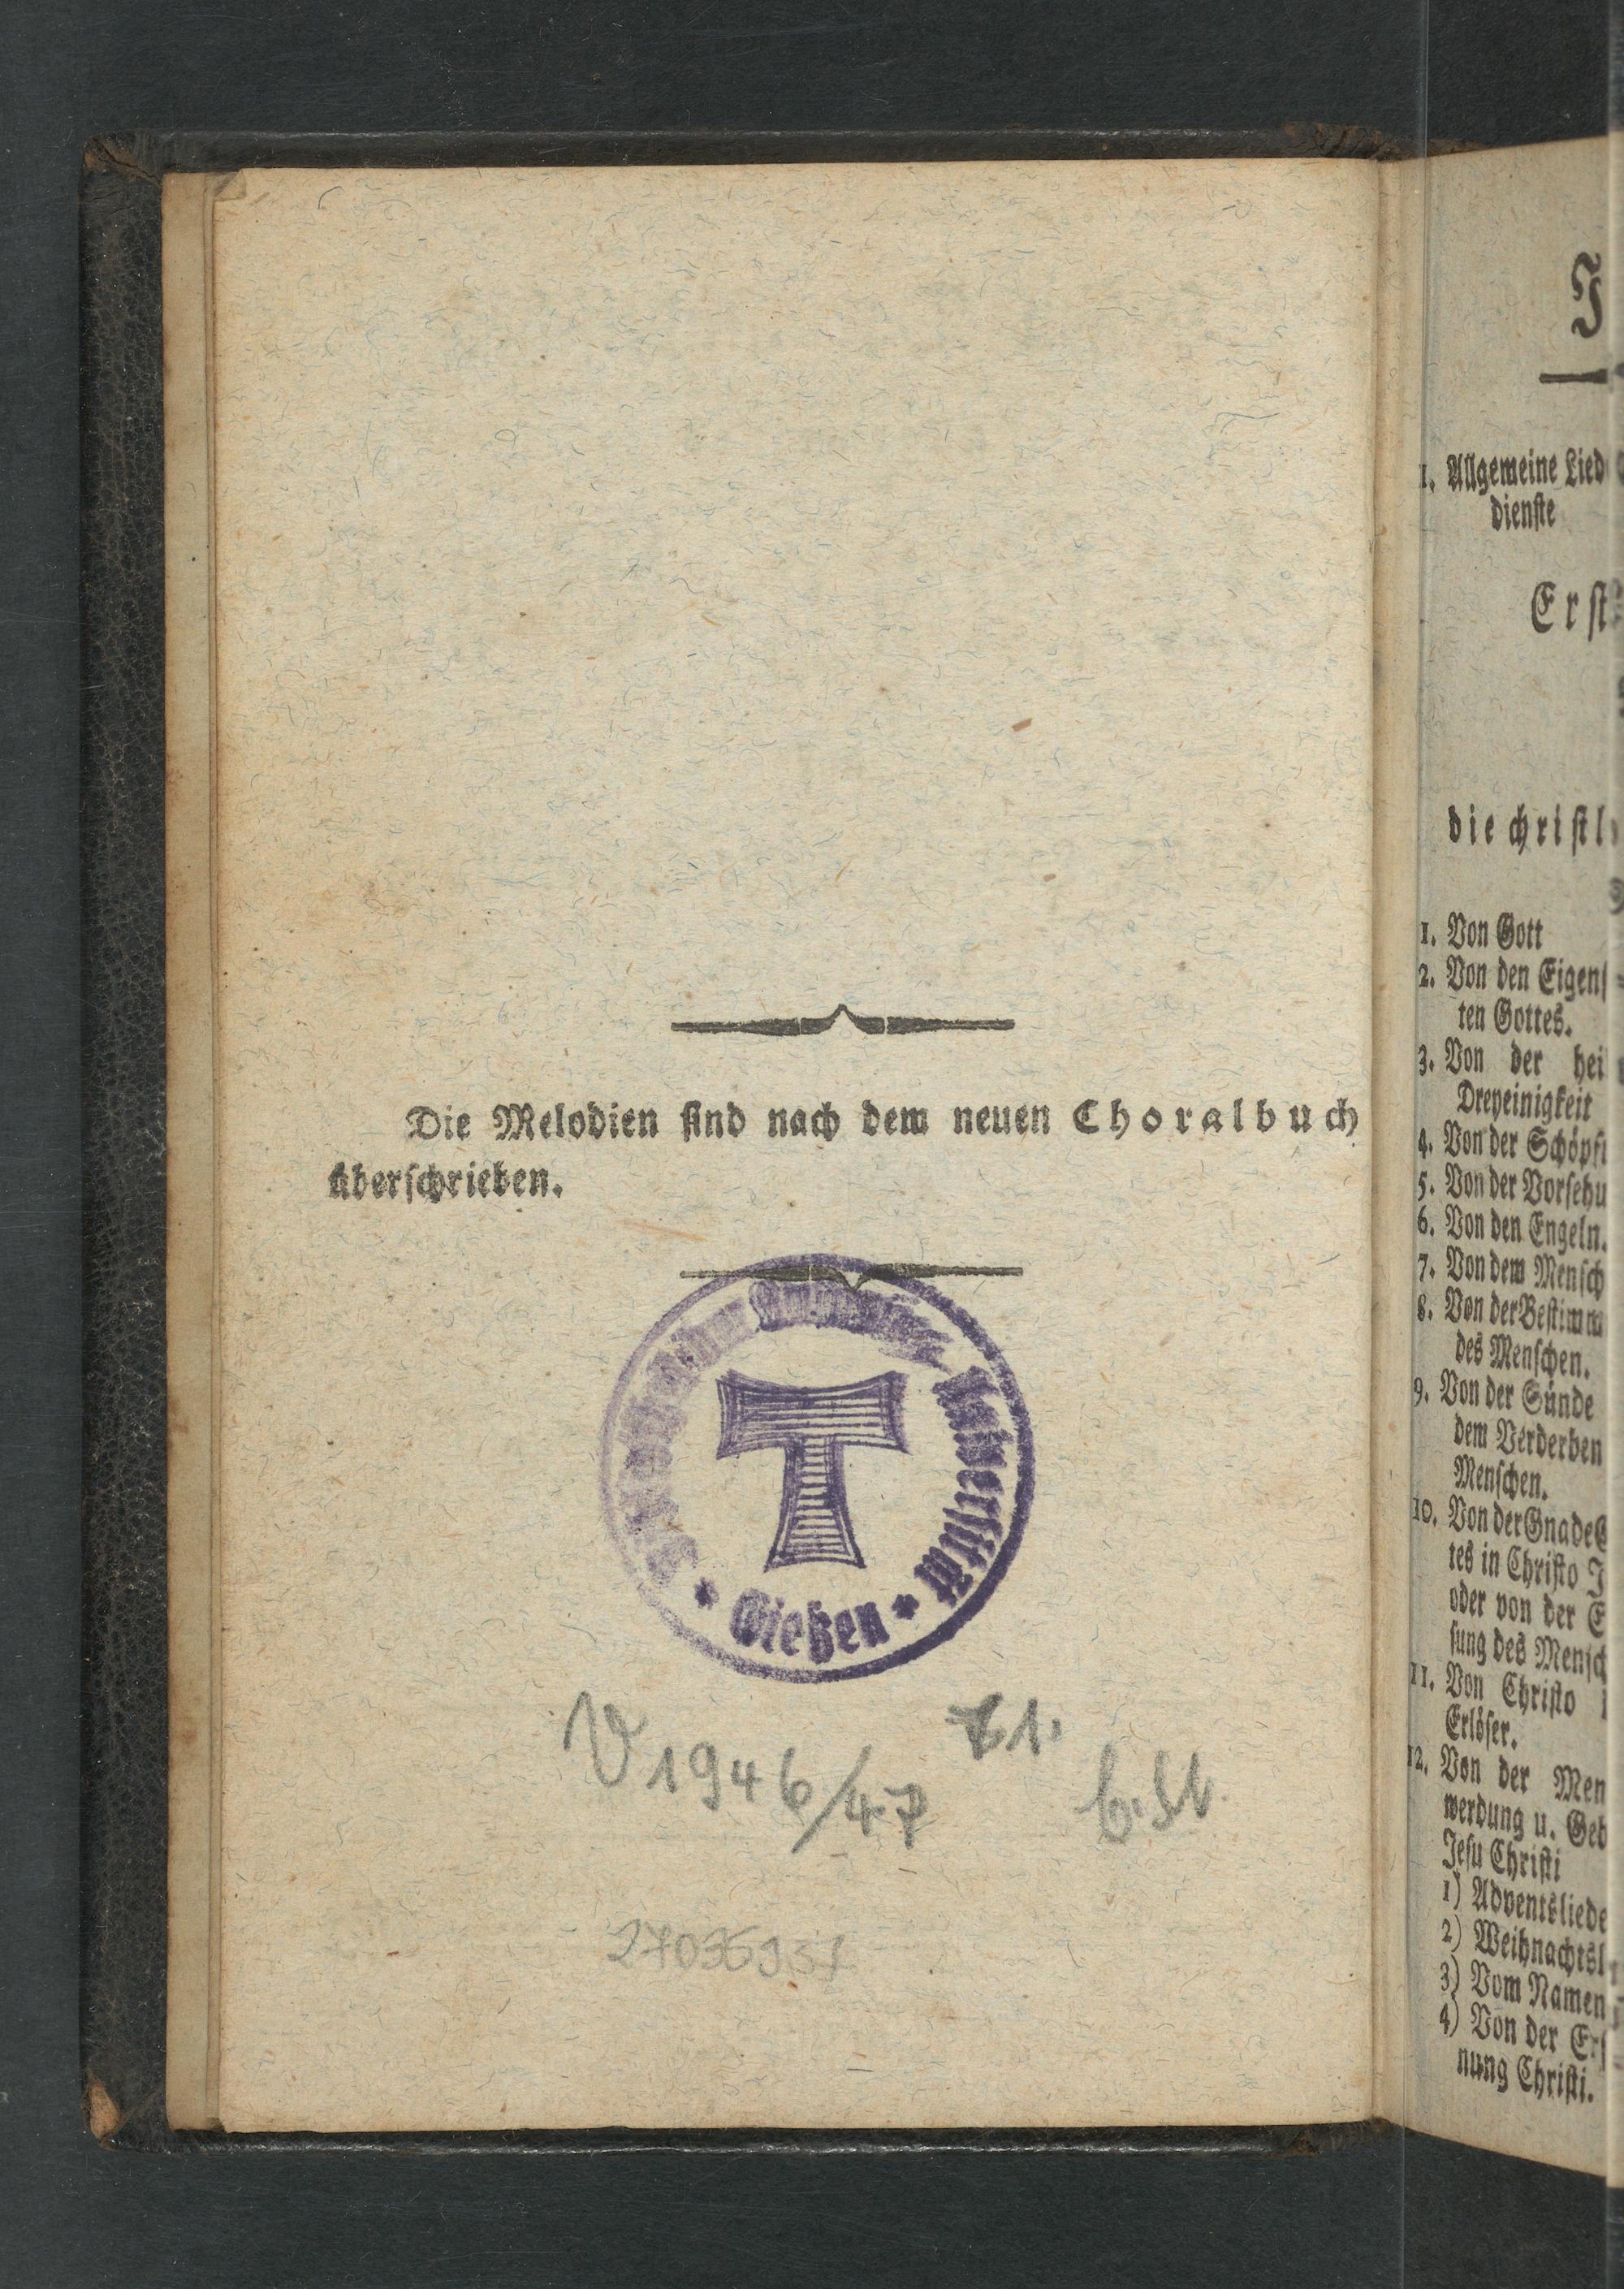 Die Melodien sind nach dem neuen Choralbuch
überschrieben.
Universität
* Gießen *
T
V 1946/47
71.
I
1. Allgemeine Lied
dienste
Erst
die christl
1. Von Gott
2. Von den Eigens
ten Gottes.
3. Von der hei
Dreyeinigkeit
4. Von der Schöpf
5. Von der Vorsehu
6. Von den Engeln.
7. Von dem Mensch
8. Von der Bestimm
des Menschen.
9. Von der Sünde
dem Verderben
Menschen.
10. Von der Gnade
tes in Christo J
oder von der E
sung des Mensch
11. Von Christo
Erlöser.
12. Von der Men
werdung u. Geb
Jesu Christi
1) Adventsliede
2) Weihnachtsl
3) Vom Namen
4) Von der Ers
nung Christi.